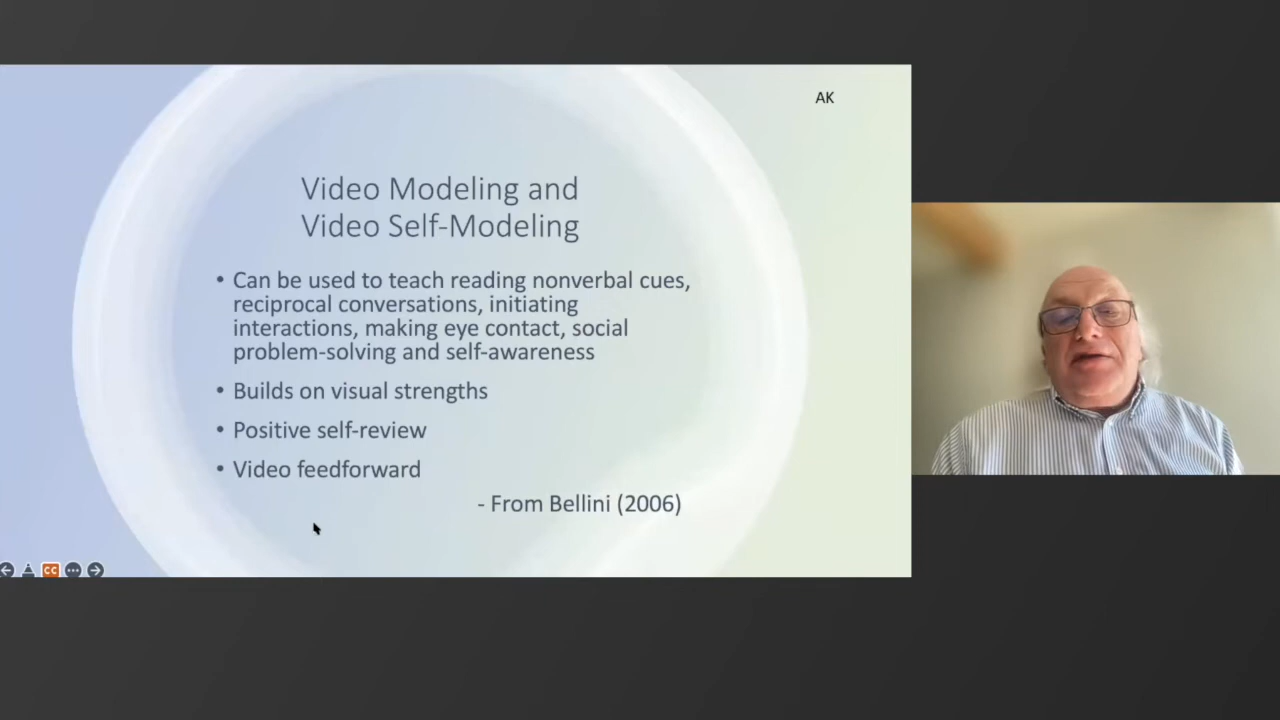 AK
Video Modeling and
Video Self-Modeling
• Can be used to teach reading nonverbal cues,
reciprocal conversations, initiating
interactions, making eye contact, social
problem-solving and self-awareness
• Builds on visual strengths
• Positive self-review
• Video feedforward
- From Bellini (2006)
CC